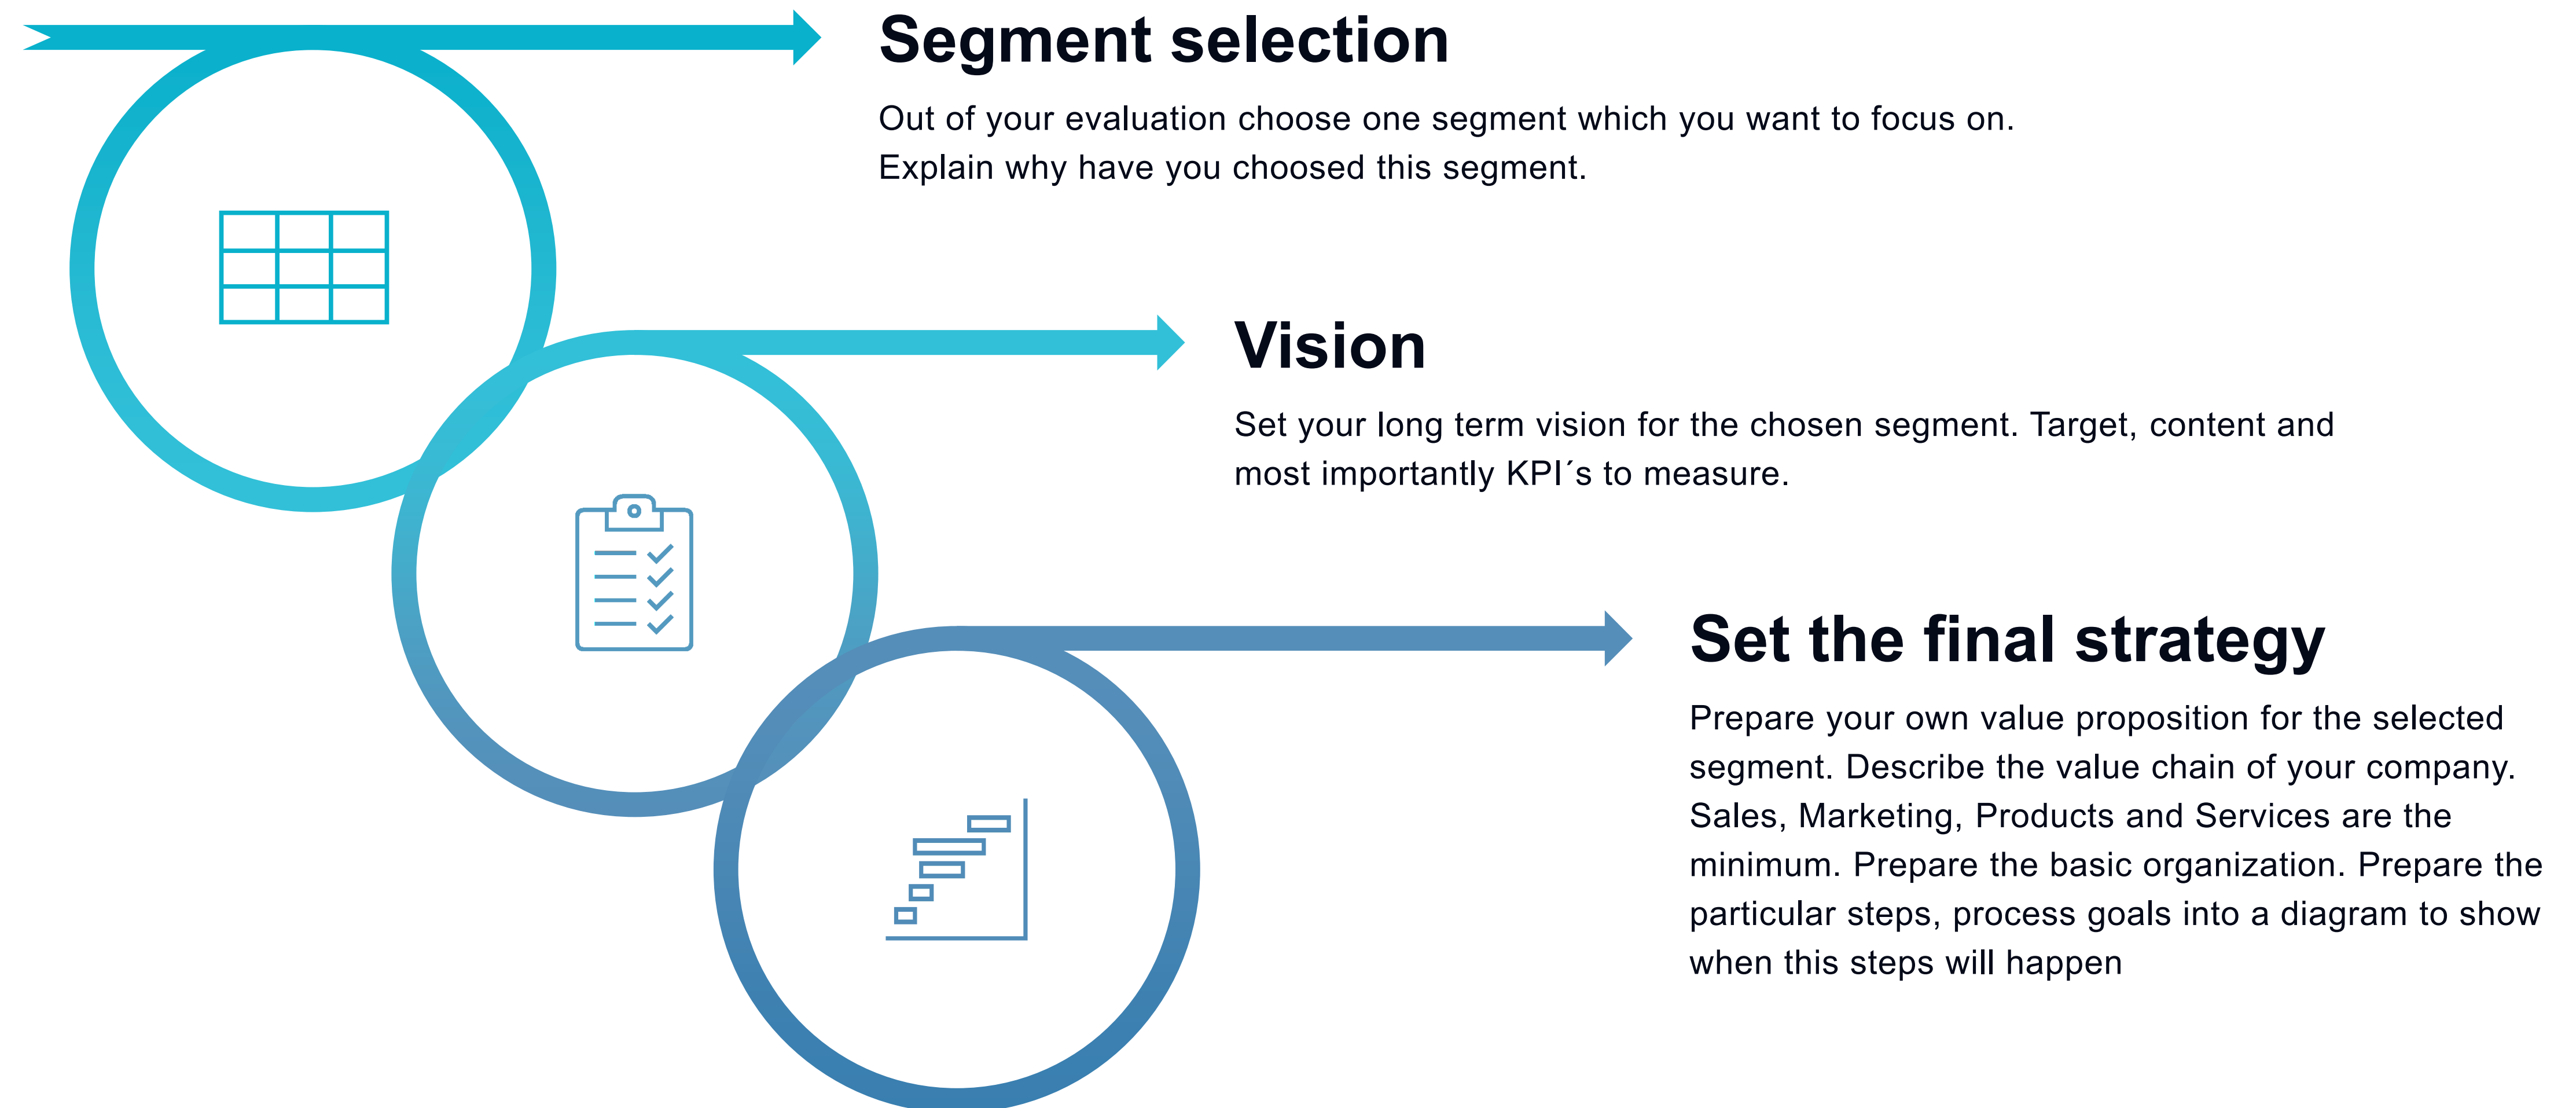 Segment selection
Out of your evaluation choose one segment which you want to focus on.
Explain why have you choosed this segment.
Vision
Set your long term vision for the chosen segment. Target, content and
most importantly KPI´s to measure.
Set the final strategy
Prepare your own value proposition for the selected
segment. Describe the value chain of your company.
Sales, Marketing, Products and Services are the
minimum. Prepare the basic organization. Prepare the
particular steps, process goals into a diagram to show
when this steps will happen